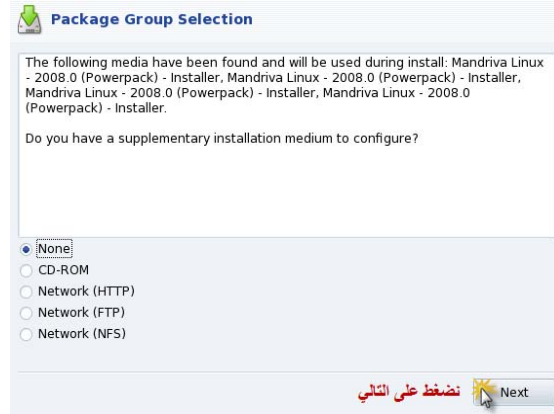 Package Group Selection
The following media have been found and will be used during install: Mandriva Linux
- 2008.0 (Powerpack) - Installer, Mandriva Linux - 2008.0 (Powerpack) - Installer,
Mandriva Linux - 2008.0 (Powerpack) - Installer, Mandriva Linux - 2008.0
(Powerpack) - Installer.
Do you have a supplementary installation medium to configure?
None
CD-ROM
Network (HTTP)
Network (FTP)
Network (NFS)
نضغط على التالي
Next